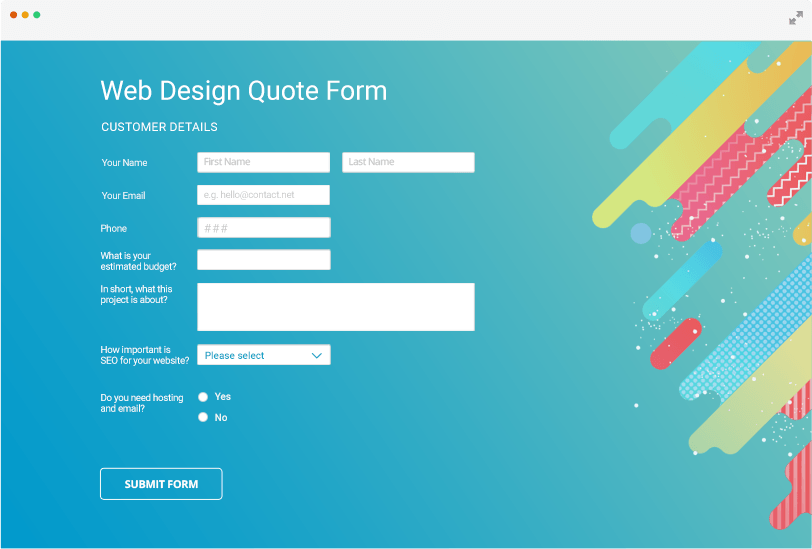 Web Design Quote Form
CUSTOMER DETAILS
Your Name First Name Last Name
Your Email e.g. hello@contact.net
Phone ###
What is your
estimated budget?
In short, what this
project is about?
How important is
SEO for your website? Please select
Do you need hosting
and email?
Yes
No
SUBMIT FORM